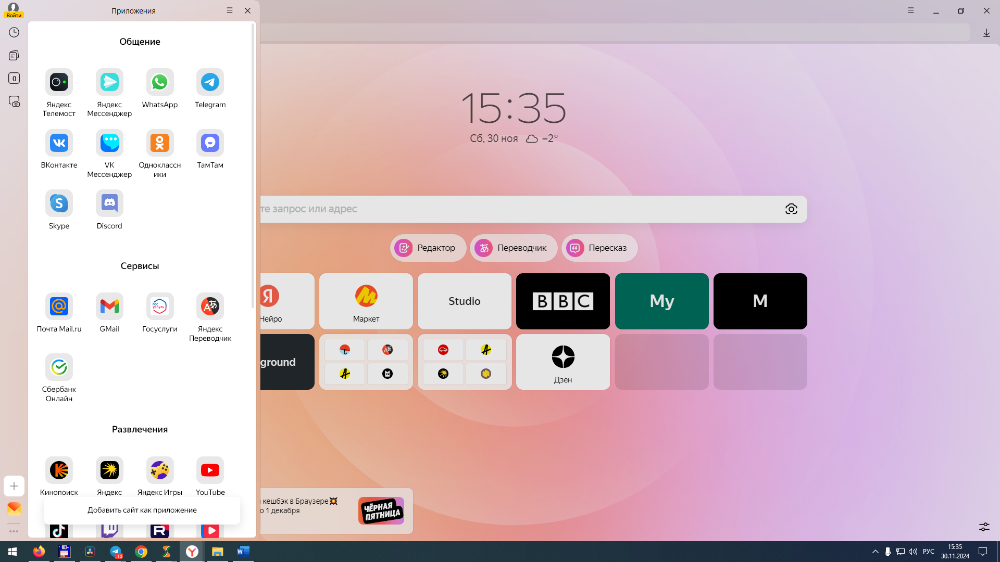 Войти
Приложения
Общение
Яндекс Телемост
Яндекс Мессенджер
WhatsApp
Telegram
ВКонтакте
VK Мессенджер
Одноклассн
ики
ТамТам
Skype
Discord
Сервисы
Почта Mail.ru
GMail
Госуслуги
Яндекс Переводчик
Сбербанк Онлайн
Развлечения
Кинопоиск
Яндекс
Яндекс Игры
YouTube
Добавить сайт как приложение
0
15:35
Сб, 30 ноя
−2°
те запрос или адрес
Редактор
Переводчик
Пересказ
Нейро
Маркет
Studio
BBC
My
M
ground
Дзен
кешбэк в Браузере
о 1 декабря
ЧЁРНАЯ
ПЯТНИЦА
.10
РУС
15:35
30.11.2024